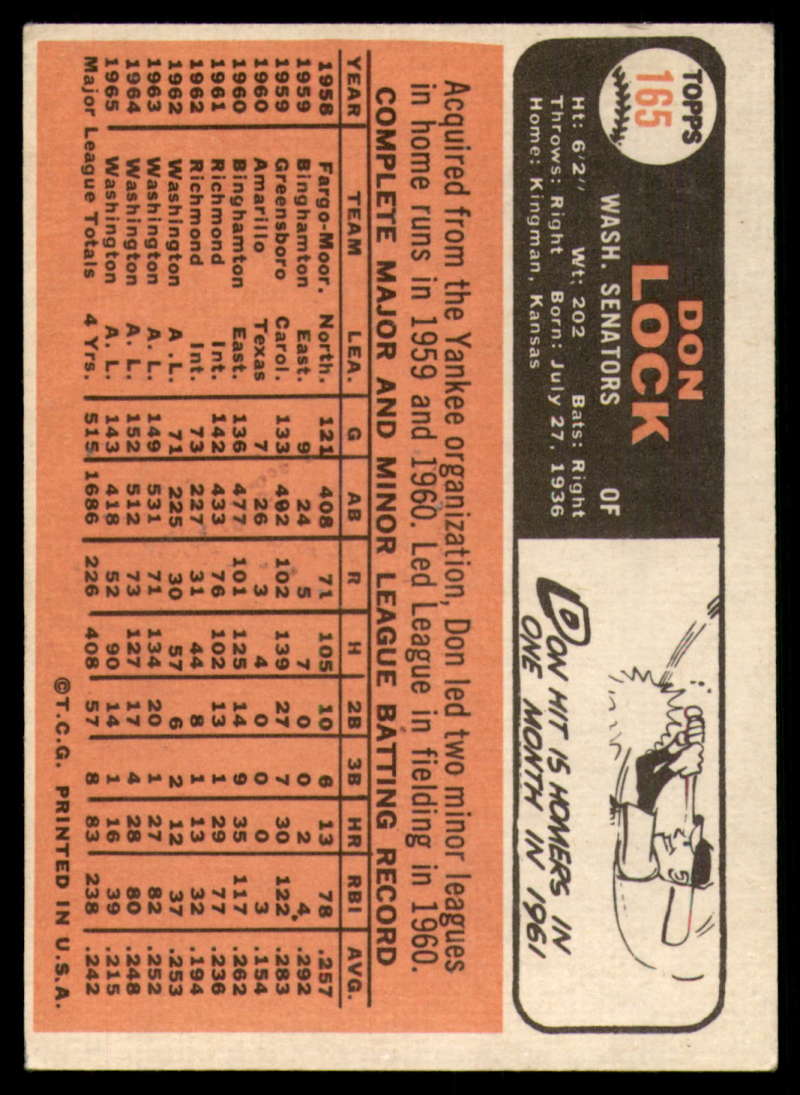 TOPPS
165
DON
LOCK
WASH. SENATORS OF
Ht: 6'2" Wt: 202 Bats: Right
Throws: Right Born: July 27, 1936
Home: Kingman, Kansas
DON HIT 15 HOMERS IN
ONE MONTH IN 1961
Acquired from the Yankee organization, Don led two minor leagues
in home runs in 1959 and 1960. Led League in fielding in 1960.
COMPLETE MAJOR AND MINOR LEAGUE BATTING RECORD
YEAR TEAM LEA. G AB R H 2B 3B HR RBI AVG.
1958 Fargo-Moor. North. 121 408 71 105 10 6 13 78 .257
1959 Binghamton East. 9 24 5 7 0 0 2 4 .292
1959 Greensboro Carol. 133 492 102 139 27 7 30 122 .283
1960 Amarillo Texas 7 26 3 4 0 0 0 3 .154
1960 Binghamton East. 136 477 101 125 14 9 35 117 .262
1961 Richmond Int. 142 433 76 102 13 1 29 77 .236
1962 Richmond Int. 73 227 31 44 8 1 13 32 .194
1962 Washington A .L. 71 225 30 57 6 2 12 37 .253
1963 Washington A. L. 149 531 71 134 20 1 27 82 .252
1964 Washington A. L. 152 512 73 127 17 4 28 80 .248
1965 Washington A. L. 143 418 52 90 14 1 16 39 .215
Major League Totals 4 Yrs. 515 1686 226 408 57 8 83 238 .242
©T.C.G. PRINTED IN U.S.A.